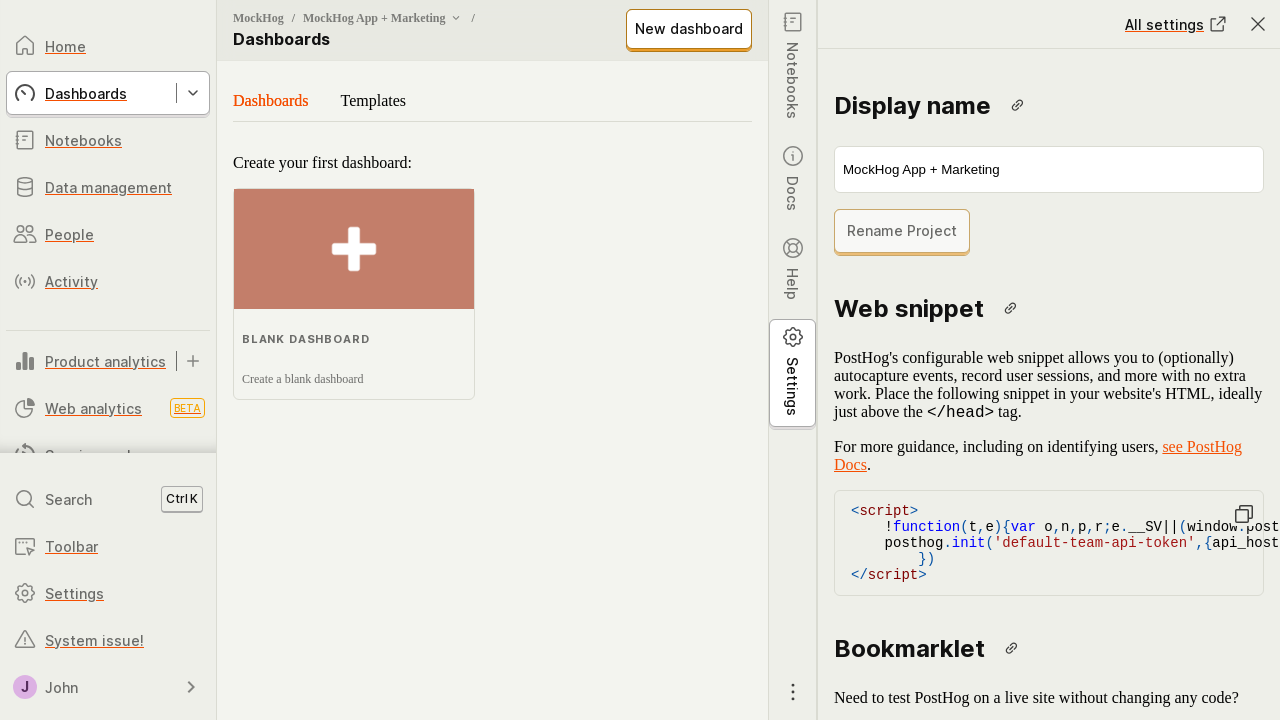 Home
Dashboards
Notebooks
Data management
People
Activity
Product analytics
Web analytics
BETA
Search
Ctrl K
Toolbar
Settings
System issue!
J
John
MockHog / MockHog App + Marketing /
Dashboards
New dashboard
Dashboards
Templates
Create your first dashboard:
BLANK DASHBOARD
Create a blank dashboard
Notebooks
Docs
Help
Settings
All settings
Display name
MockHog App + Marketing
Rename Project
Web snippet
PostHog's configurable web snippet allows you to (optionally)
autocapture events, record user sessions, and more with no extra
work. Place the following snippet in your website's HTML, ideally
just above the </head> tag.
For more guidance, including on identifying users, see PostHog
Docs.
<script>
!function(t,e){var o,n,p,r;e.__SV||(window.post
posthog.init('default-team-api-token',{api_host
})
</script>
Bookmarklet
Need to test PostHog on a live site without changing any code?